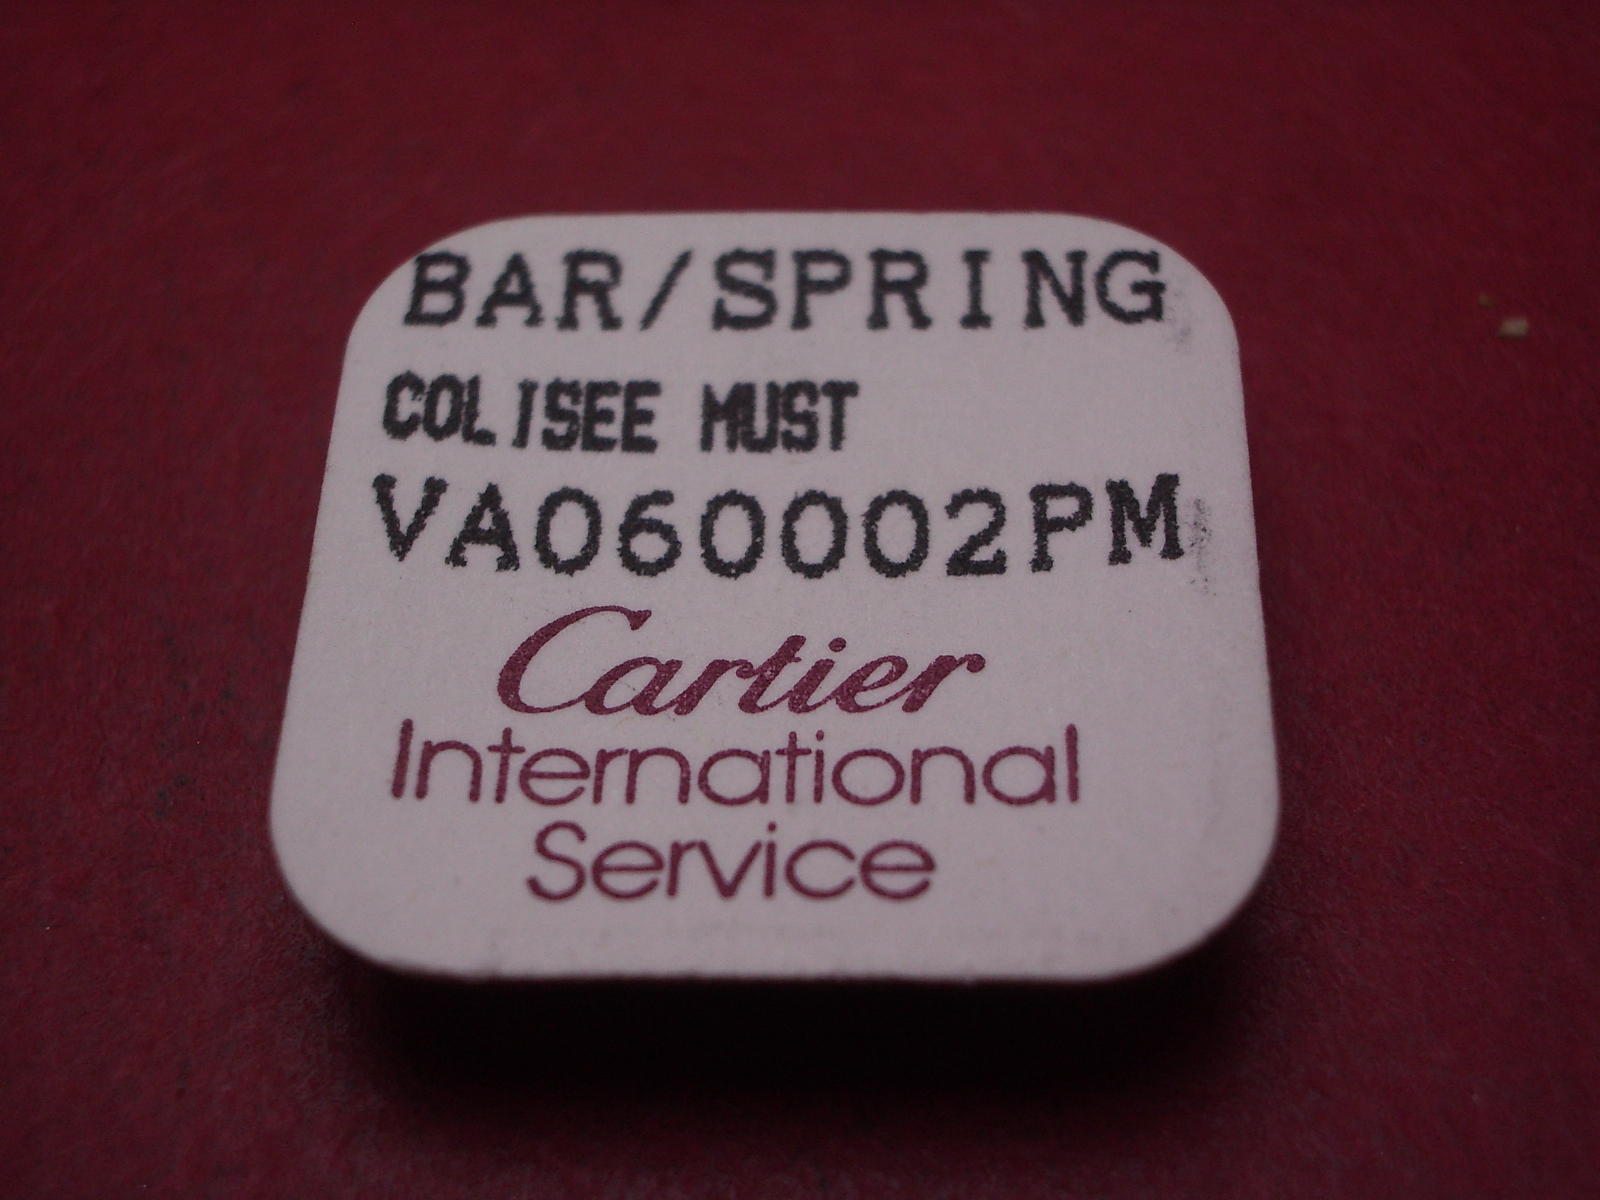 BAR/SPRING
COLISEE MUST
VA060002PM
Cartier
International
Service